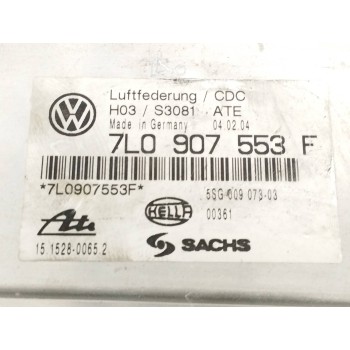 Luftfederung / CDC
H03 / S3081 ATE
Made in Germany 04.02.04
7L0 907 553 F
*7L0907553F*
5SG 009 073-03
HELLA
00361
Ate
SACHS
15.1528-0065.2